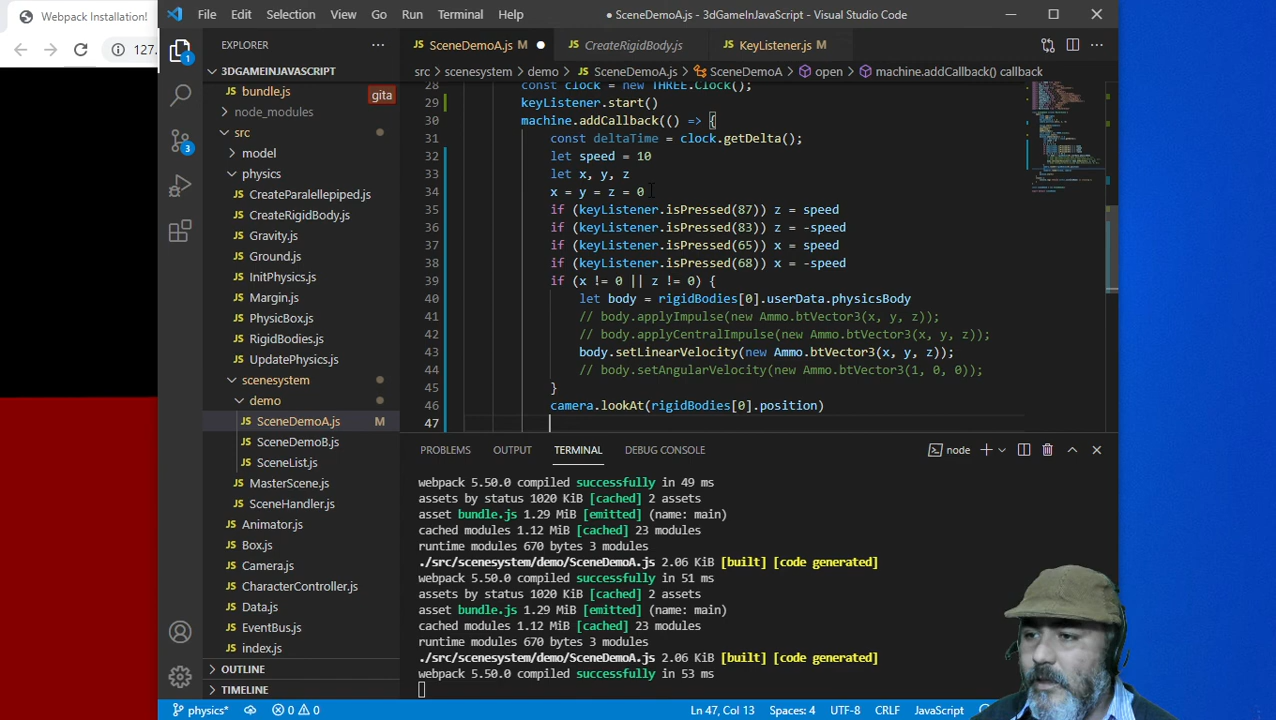 Webpack Installation!
127.
File Edit Selection View Go Run Terminal Help
● SceneDemoA.js - 3dGameInJavaScript - Visual Studio Code
EXPLORER
SceneDemoA.js M
CreateRigidBody.js
KeyListener.js M
3DGAMEINJAVASCRIPT
src > scenesystem > demo > SceneDemoA.js > SceneDemoA > open > machine.addCallback() callback
bundle.js
gita
node_modules
src
model
physics
CreateParalellepiped.js
CreateRigidBody.js
Gravity.js
Ground.js
InitPhysics.js
Margin.js
PhysicBox.js
RigidBodies.js
UpdatePhysics.js
scenesystem
demo
SceneDemoA.js M
SceneDemoB.js
SceneList.js
MasterScene.js
SceneHandler.js
Animator.js
Box.js
Camera.js
CharacterController.js
Data.js
EventBus.js
index.js
OUTLINE
TIMELINE
28 const clock = new THREE.Clock();
29 keyListener.start()
30 machine.addCallback(() => {
31 const deltaTime = clock.getDelta();
32 let speed = 10
33 let x, y, z
34 x = y = z = 0
35 if (keyListener.isPressed(87)) z = speed
36 if (keyListener.isPressed(83)) z = -speed
37 if (keyListener.isPressed(65)) x = speed
38 if (keyListener.isPressed(68)) x = -speed
39 if (x != 0 || z != 0) {
40 let body = rigidBodies[0].userData.physicsBody
41 // body.applyImpulse(new Ammo.btVector3(x, y, z));
42 // body.applyCentralImpulse(new Ammo.btVector3(x, y, z));
43 body.setLinearVelocity(new Ammo.btVector3(x, y, z));
44 // body.setAngularVelocity(new Ammo.btVector3(1, 0, 0));
45 }
46 camera.lookAt(rigidBodies[0].position)
47
PROBLEMS OUTPUT TERMINAL DEBUG CONSOLE
node
webpack 5.50.0 compiled successfully in 49 ms
assets by status 1020 KiB [cached] 2 assets
asset bundle.js 1.29 MiB [emitted] (name: main)
cached modules 1.12 MiB [cached] 23 modules
runtime modules 670 bytes 3 modules
./src/scenesystem/demo/SceneDemoA.js 2.06 KiB [built] [code generated]
webpack 5.50.0 compiled successfully in 51 ms
assets by status 1020 KiB [cached] 2 assets
asset bundle.js 1.29 MiB [emitted] (name: main)
cached modules 1.12 MiB [cached] 23 modules
runtime modules 670 bytes 3 modules
./src/scenesystem/demo/SceneDemoA.js 2.06 KiB [built] [code generated]
webpack 5.50.0 compiled successfully in 53 ms
1
3
physics*
0 0
Ln 47, Col 13 Spaces: 4 UTF-8 CRLF JavaScript